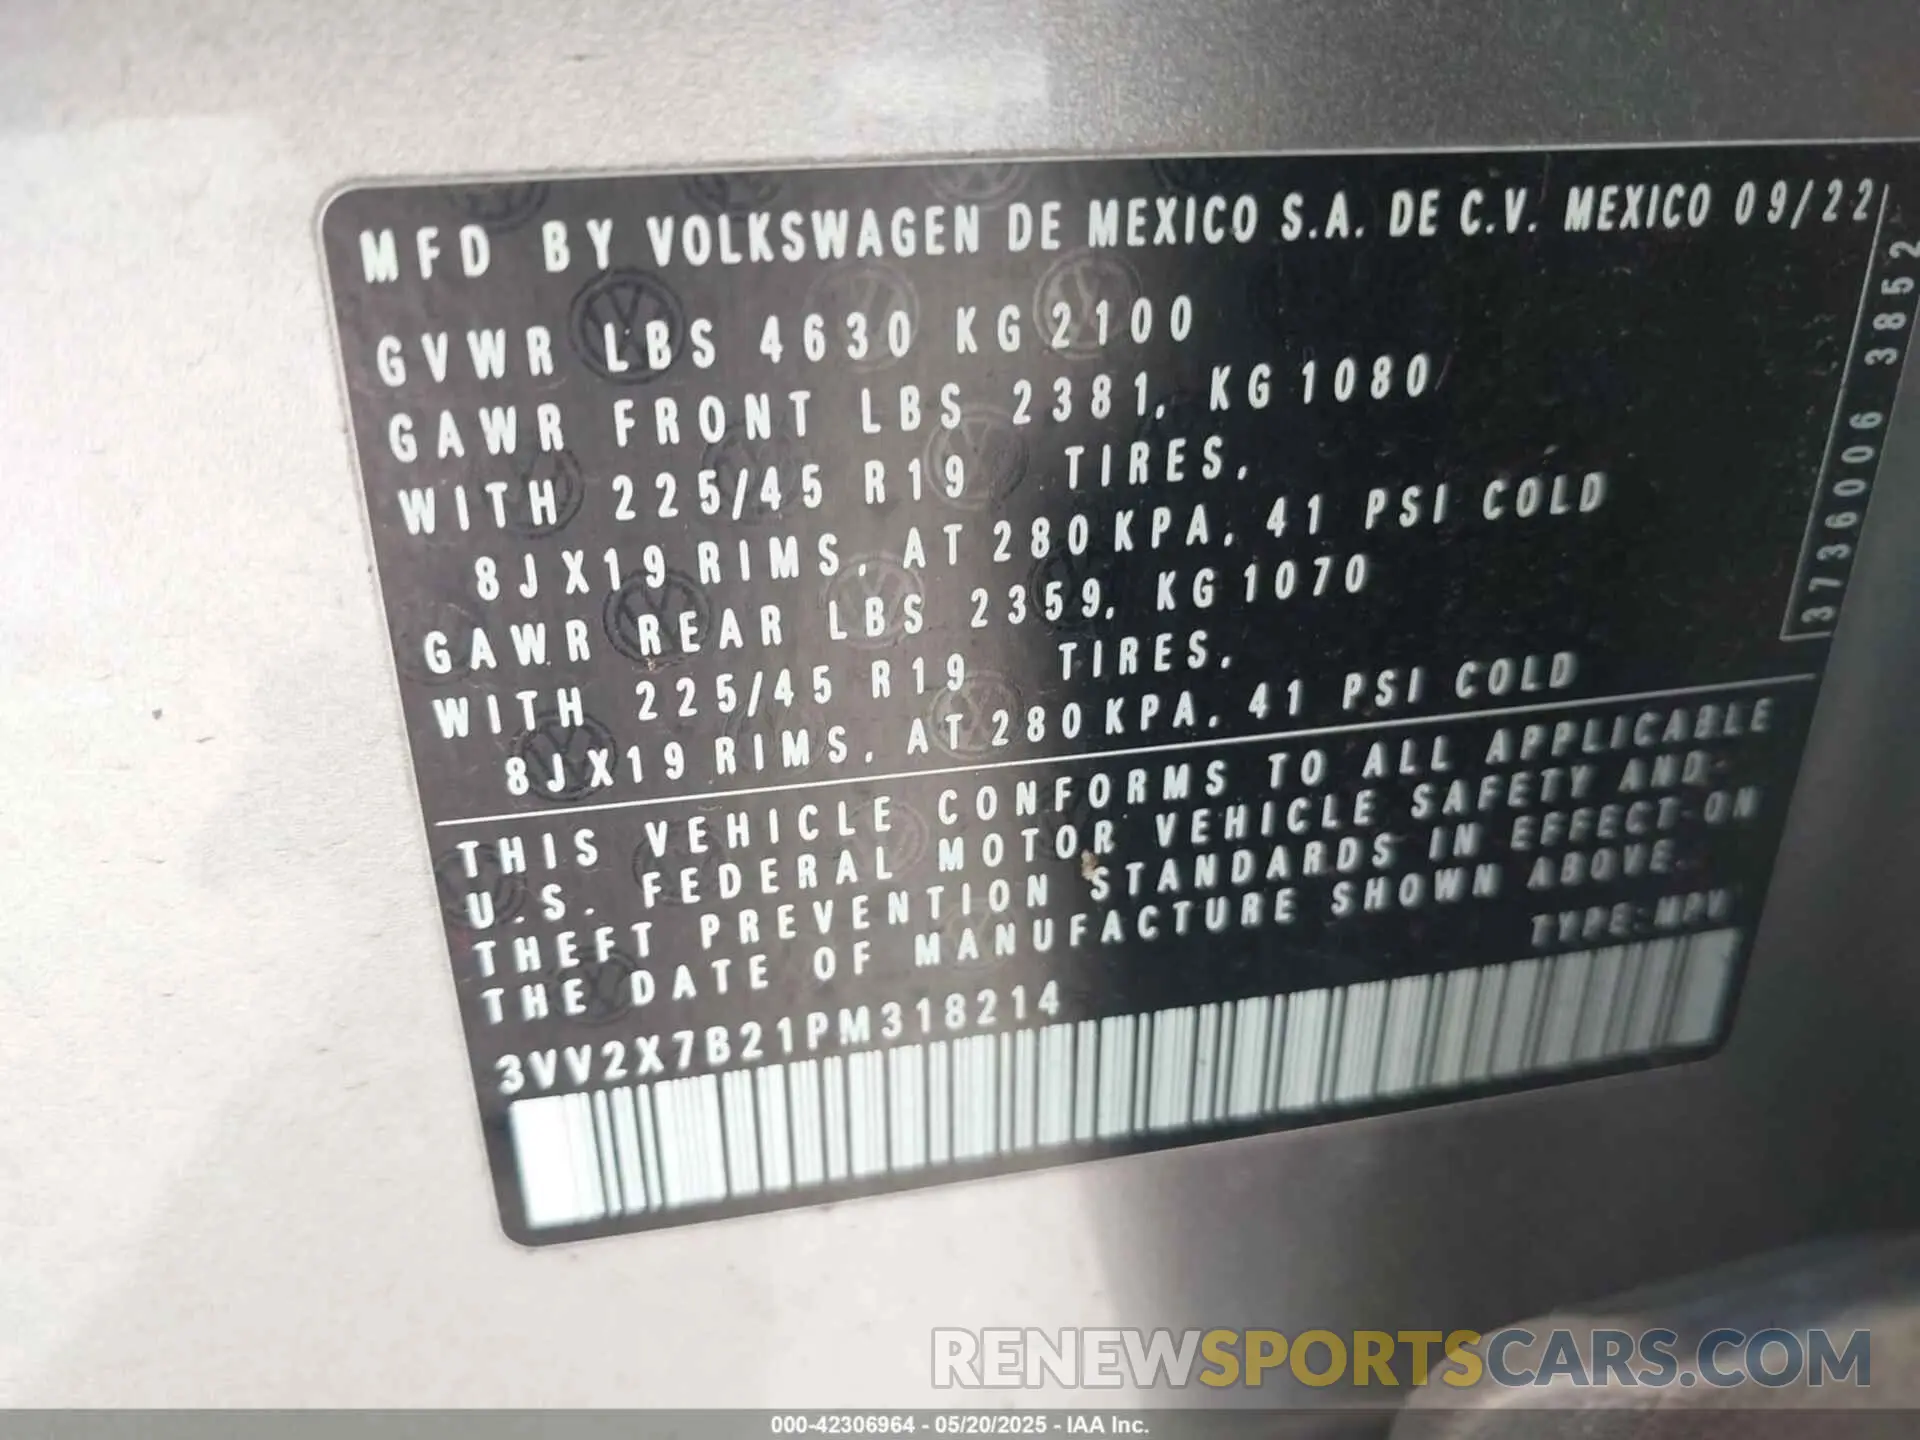 MFD BY VOLKSWAGEN DE MEXICO S.A. DE C.V. MEXICO 09/22
GVWR LBS 4630 KG 2100
GAWR FRONT LBS 2381, KG 1080
WITH 225/45 R19 TIRES,
8JX19 RIMS, AT 280 KPA, 41 PSI COLD
GAWR REAR LBS 2359, KG 1070
WITH 225/45 R19 TIRES,
8JX19 RIMS, AT 280 KPA, 41 PSI COLD
3736006 3852
THIS VEHICLE CONFORMS TO ALL APPLICABLE
U.S. FEDERAL MOTOR VEHICLE SAFETY AND
THEFT PREVENTION STANDARDS IN EFFECT ON
THE DATE OF MANUFACTURE SHOWN ABOVE.
TYPE: MPV
3VV2X7B21PM318214
RENEWSPORTSCARS.COM
000-42306964 - 05/20/2025 - IAA Inc.